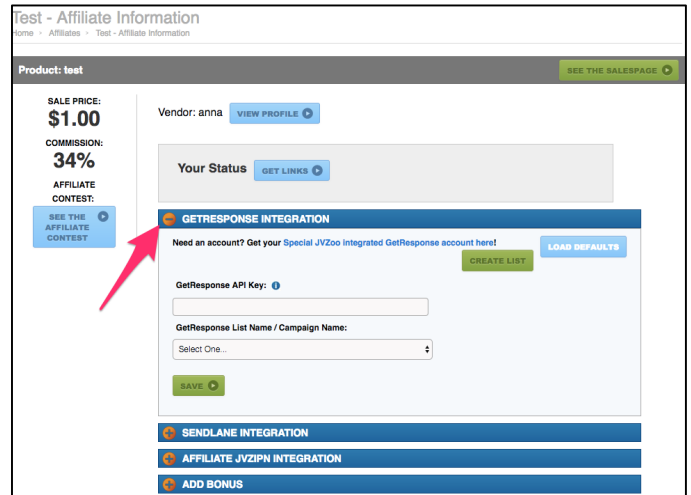 Test - Affiliate Information
Home > Affiliates > Test - Affiliate Information
Product: test
SEE THE SALESPAGE
SALE PRICE:
$1.00
COMMISSION:
34%
AFFILIATE
CONTEST:
SEE THE
AFFILIATE
CONTEST
Vendor: anna VIEW PROFILE
Your Status GET LINKS
GETRESPONSE INTEGRATION
Need an account? Get your Special JVZoo integrated GetResponse account here!
LOAD DEFAULTS
CREATE LIST
GetResponse API Key:
GetResponse List Name / Campaign Name:
Select One...
SAVE
SENDLANE INTEGRATION
AFFILIATE JVZIPN INTEGRATION
ADD BONUS